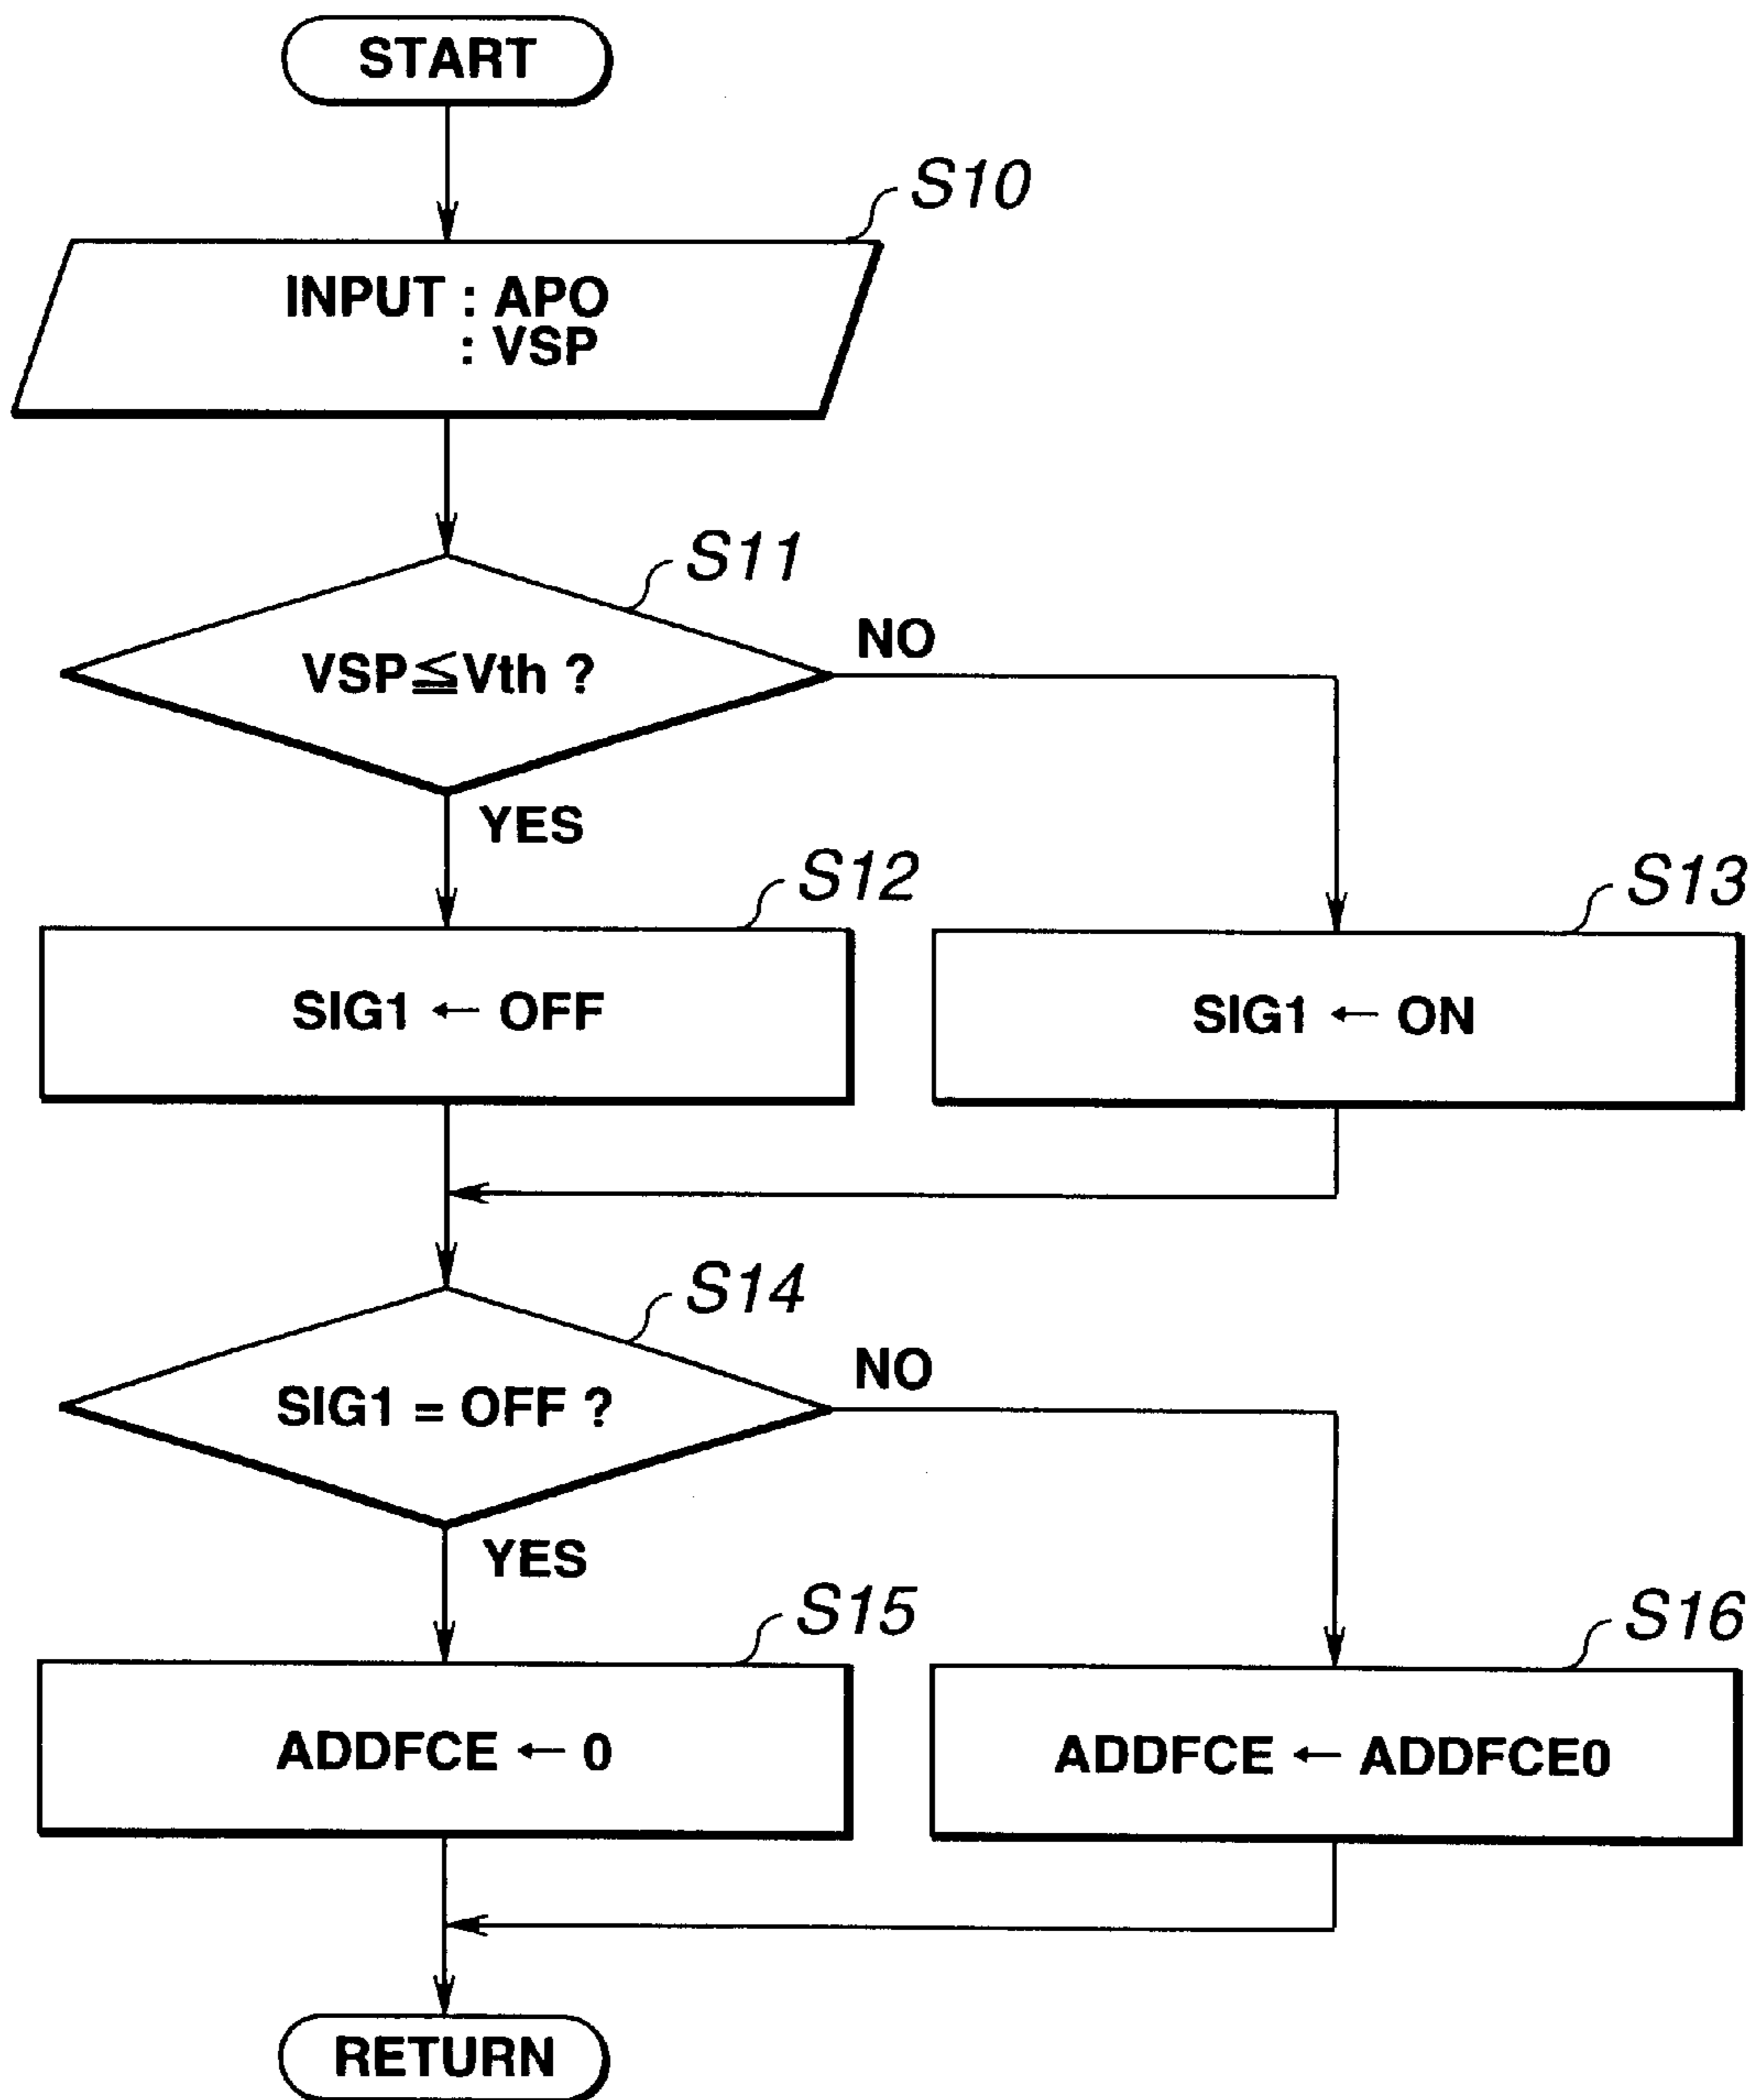 START
S10
INPUT : APO
: VSP
S11
VSP≦Vth ?
NO
YES
S12
S13
SIG1 ← OFF
SIG1 ← ON
S14
SIG1 = OFF ?
NO
YES
S15
S16
ADDFCE ← 0
ADDFCE ← ADDFCE0
RETURN